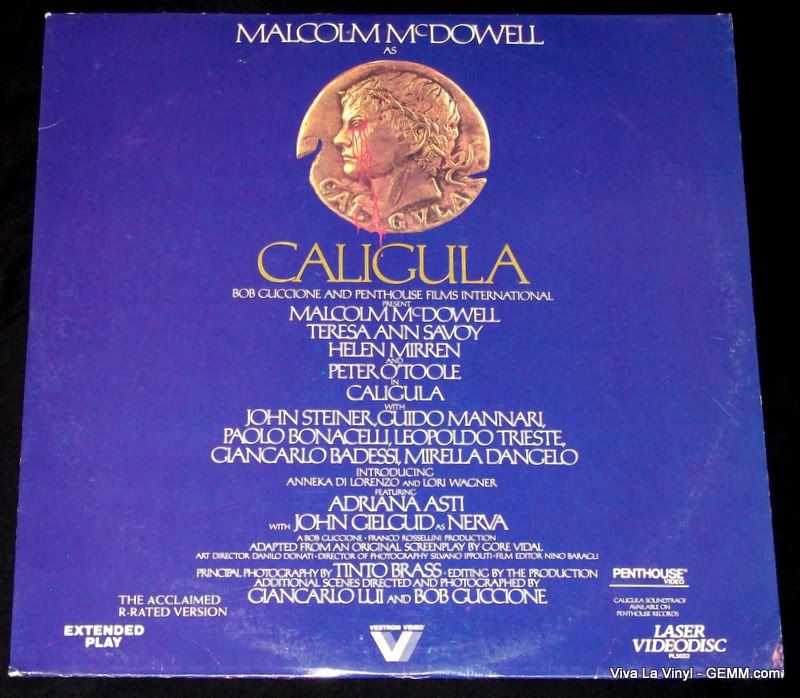 MALCOLM McDOWELL
AS
CALIGULA
CALIGULA
BOB GUCCIONE AND PENTHOUSE FILMS INTERNATIONAL
PRESENT
MALCOLM McDOWELL
TERESA ANN SAVOY
HELEN MIRREN
AND
PETER O'TOOLE
IN
CALIGULA
WITH
JOHN STEINER, GUIDO MANNARI,
PAOLO BONACELLI, LEOPOLDO TRIESTE,
GIANCARLO BADESSI, MIRELLA DANGELO
INTRODUCING
ANNEKA DI LORENZO AND LORI WAGNER
FEATURING
ADRIANA ASTI
WITH JOHN GIELGUD AS NERVA
A BOB GUCCIONE · FRANCO ROSSELLINI PRODUCTION
ADAPTED FROM AN ORIGINAL SCREENPLAY BY GORE VIDAL
ART DIRECTOR DANILO DONATI · DIRECTOR OF PHOTOGRAPHY SILVANO IPPOLITI · FILM EDITOR NINO BARAGLI
PRINCIPAL PHOTOGRAPHY BY TINTO BRASS · EDITING BY THE PRODUCTION
ADDITIONAL SCENES DIRECTED AND PHOTOGRAPHED BY
GIANCARLO LUI AND BOB GUCCIONE
THE ACCLAIMED
R-RATED VERSION
EXTENDED
PLAY
VESTRON VIDEO
PENTHOUSE®
VIDEO
CALIGULA SOUNDTRACK
AVAILABLE ON
PENTHOUSE RECORDS
LASER
VIDEODISC
PL5022
Viva La Vinyl - GEMM.com